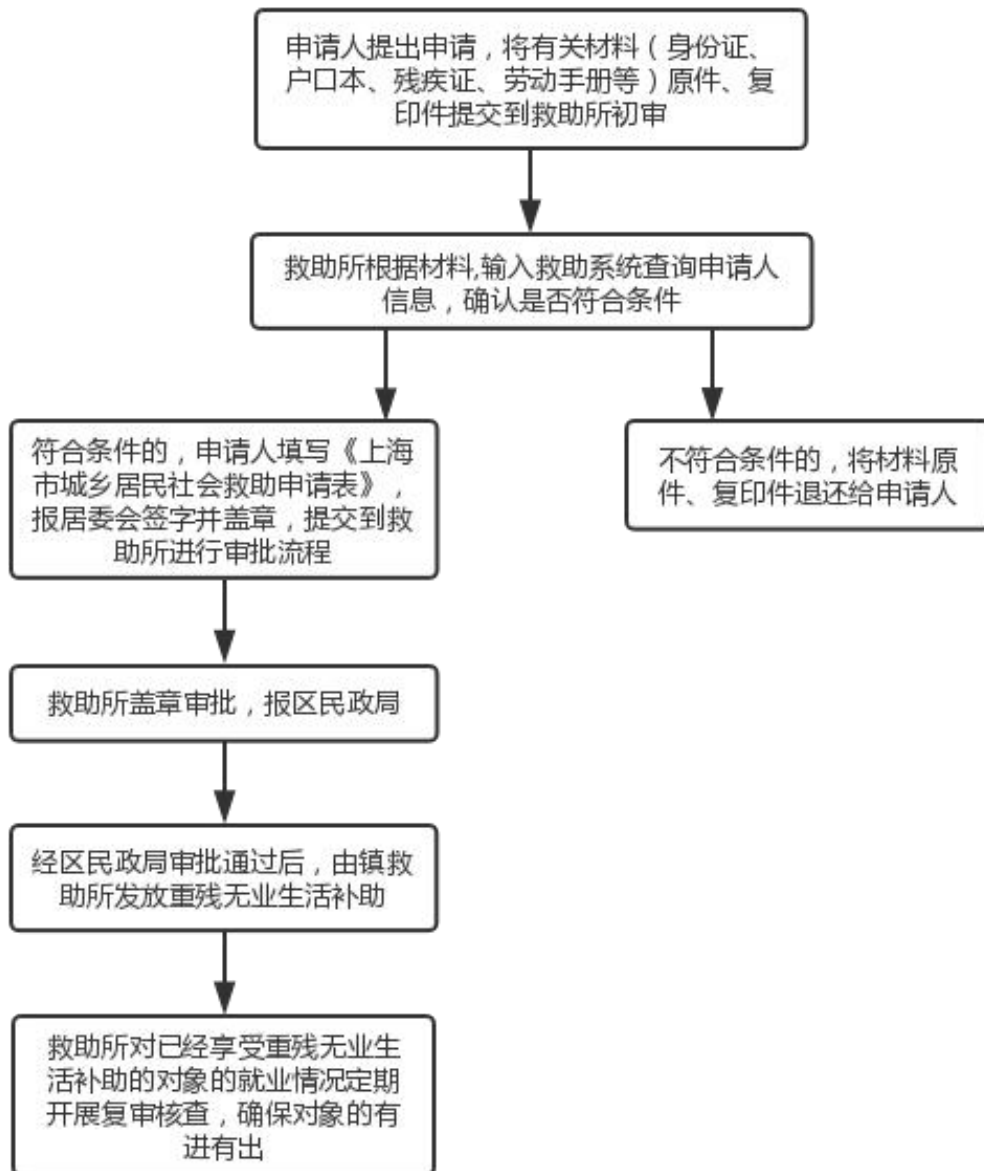 申请人提出申请，将有关材料（身份证、
户口本、残疾证、劳动手册等）原件、复
印件提交到救助所初审
救助所根据材料,输入救助系统查询申请人
信息，确认是否符合条件
符合条件的，申请人填写《上海
市城乡居民社会救助申请表》，
报居委会签字并盖章，提交到救
助所进行审批流程
不符合条件的，将材料原
件、复印件退还给申请人
救助所盖章审批，报区民政局
经区民政局审批通过后，由镇救
助所发放重残无业生活补助
救助所对已经享受重残无业生
活补助的对象的就业情况定期
开展复审核查，确保对象的有
进有出